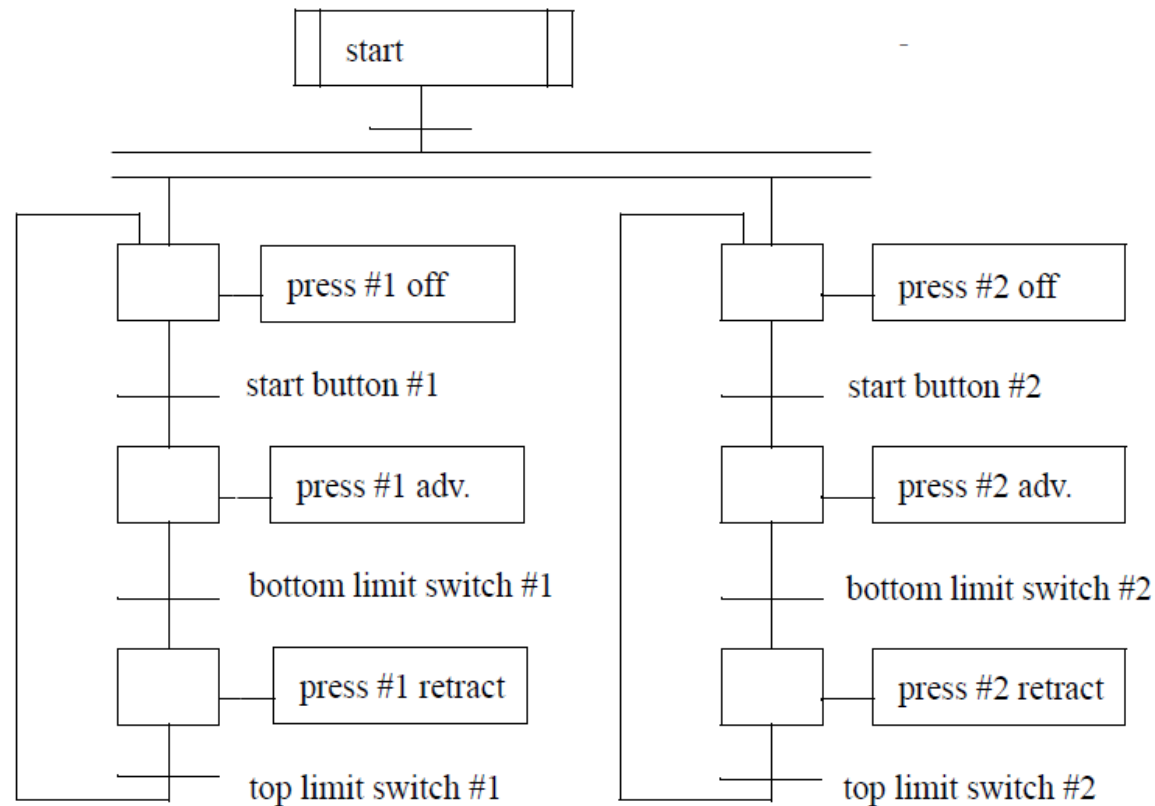 start
press #1 off
press #2 off
start button #1
start button #2
press #1 adv.
press #2 adv.
bottom limit switch #1
bottom limit switch #2
press #1 retract
press #2 retract
top limit switch #1
top limit switch #2